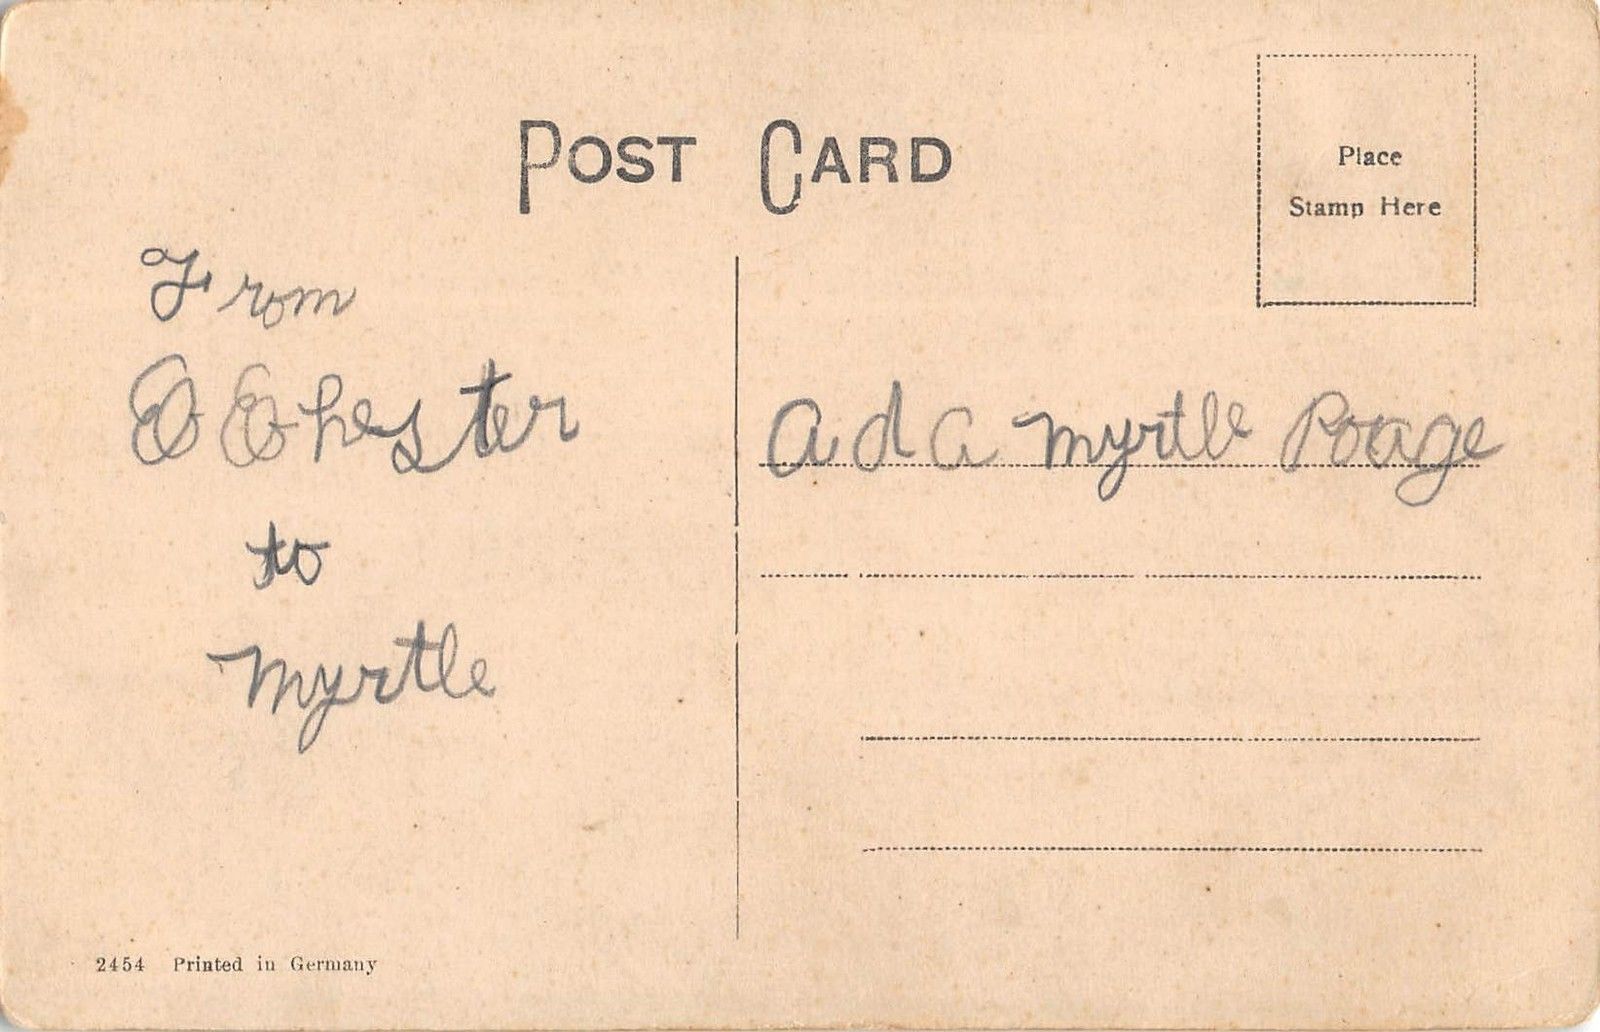 POST CARD
Place
Stamp Here
From
Chester
to
Myrtle
Ada Myrtle Poage
2454 Printed in Germany